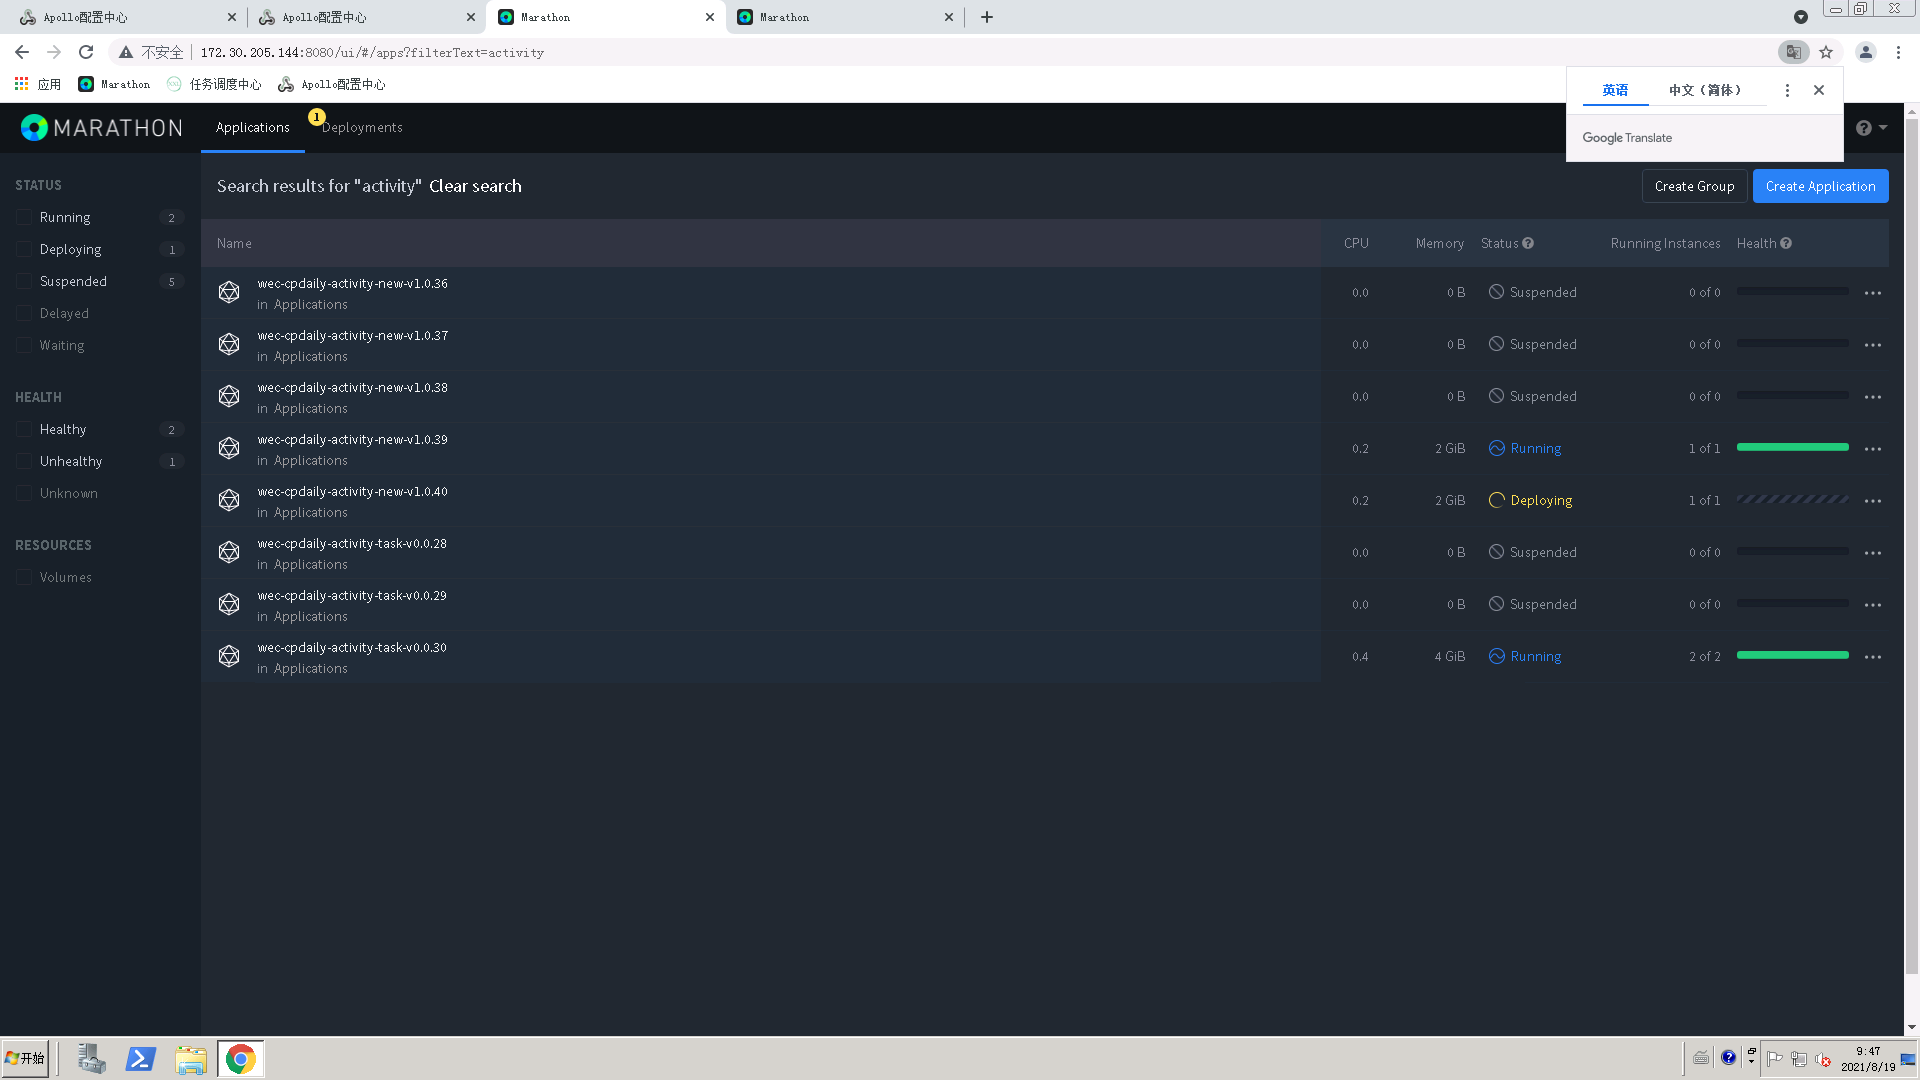 Apollo配置中心
Apollo配置中心
Marathon
Marathon
不安全
172.30.205.144:8080/ui/#/apps?filterText=activity
应用
Marathon
任务调度中心
Apollo配置中心
英语
中文（简体）
Google Translate
MARATHON
Applications
1
Deployments
STATUS
Running 2
Deploying 1
Suspended 5
Delayed
Waiting
HEALTH
Healthy 2
Unhealthy 1
Unknown
RESOURCES
Volumes
Search results for "activity" Clear search
Create Group
Create Application
Name CPU Memory Status Running Instances Health
wec-cpdaily-activity-new-v1.0.36
in Applications
0.0 0 B Suspended 0 of 0
wec-cpdaily-activity-new-v1.0.37
in Applications
0.0 0 B Suspended 0 of 0
wec-cpdaily-activity-new-v1.0.38
in Applications
0.0 0 B Suspended 0 of 0
wec-cpdaily-activity-new-v1.0.39
in Applications
0.2 2 GiB Running 1 of 1
wec-cpdaily-activity-new-v1.0.40
in Applications
0.2 2 GiB Deploying 1 of 1
wec-cpdaily-activity-task-v0.0.28
in Applications
0.0 0 B Suspended 0 of 0
wec-cpdaily-activity-task-v0.0.29
in Applications
0.0 0 B Suspended 0 of 0
wec-cpdaily-activity-task-v0.0.30
in Applications
0.4 4 GiB Running 2 of 2
开始
9:47
2021/8/19